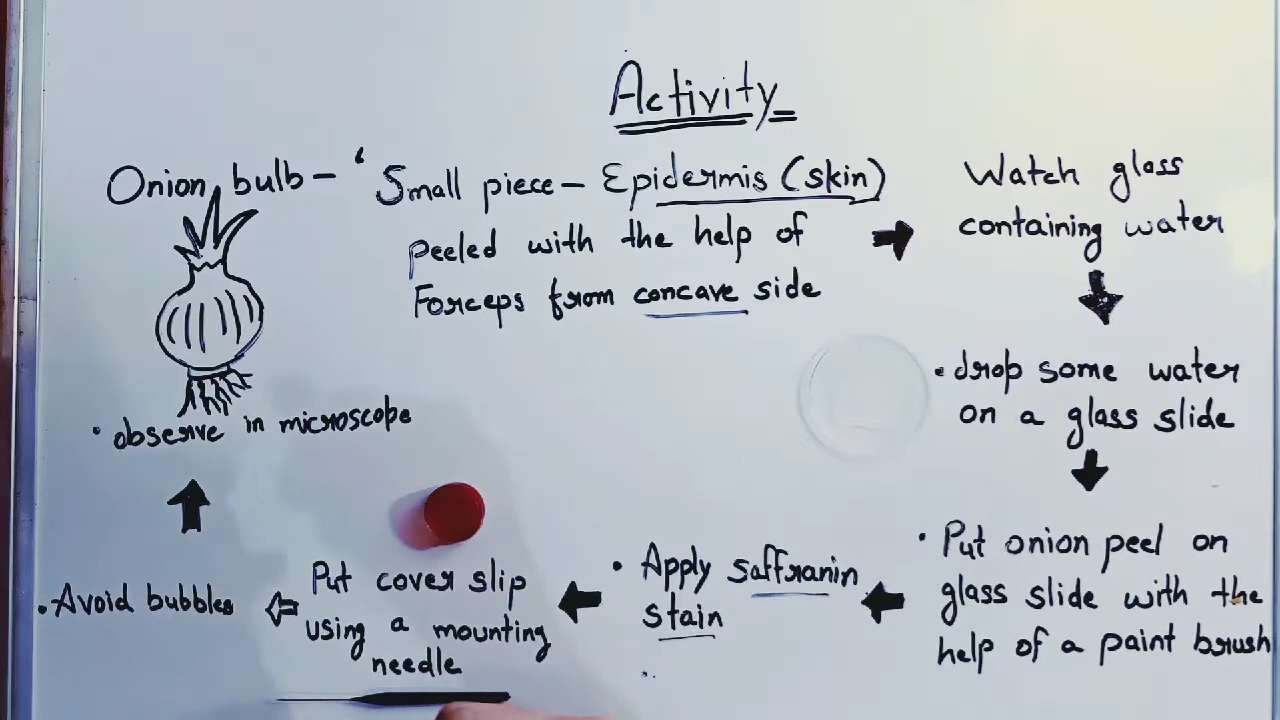 Activity
Onion bulb - ‘ Small piece - Epidermis (skin)
peeled with the help of
Forceps from concave side
Watch glass
containing water
• drop some water
on a glass slide
• Put onion peel on
glass slide with the
help of a paint brush
• Apply saffranin
stain
Put cover slip
using a mounting
needle
• Avoid bubbles
• observe in microscope